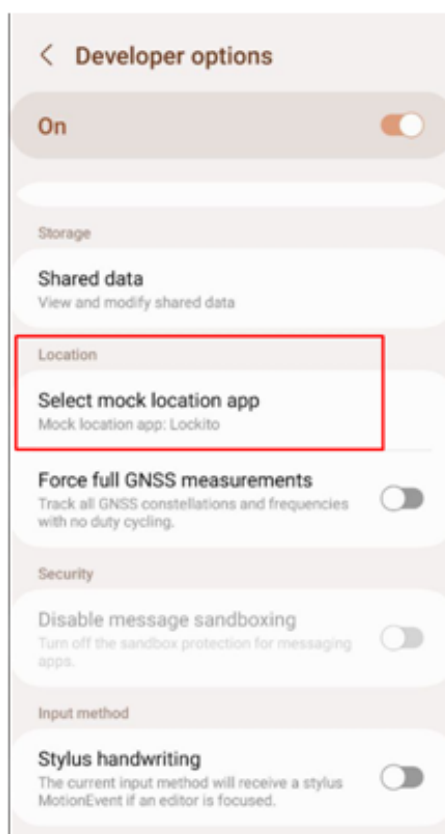 Developer options
On
Storage
Shared data
View and modify shared data
Location
Select mock location app
Mock location app: Lockito
Force full GNSS measurements
Track all GNSS constellations and frequencies
with no duty cycling.
Security
Disable message sandboxing
Turn off the sandbox protection for messaging
apps.
Input method
Stylus handwriting
The current input method will receive a stylus
MotionEvent if an editor is focused.